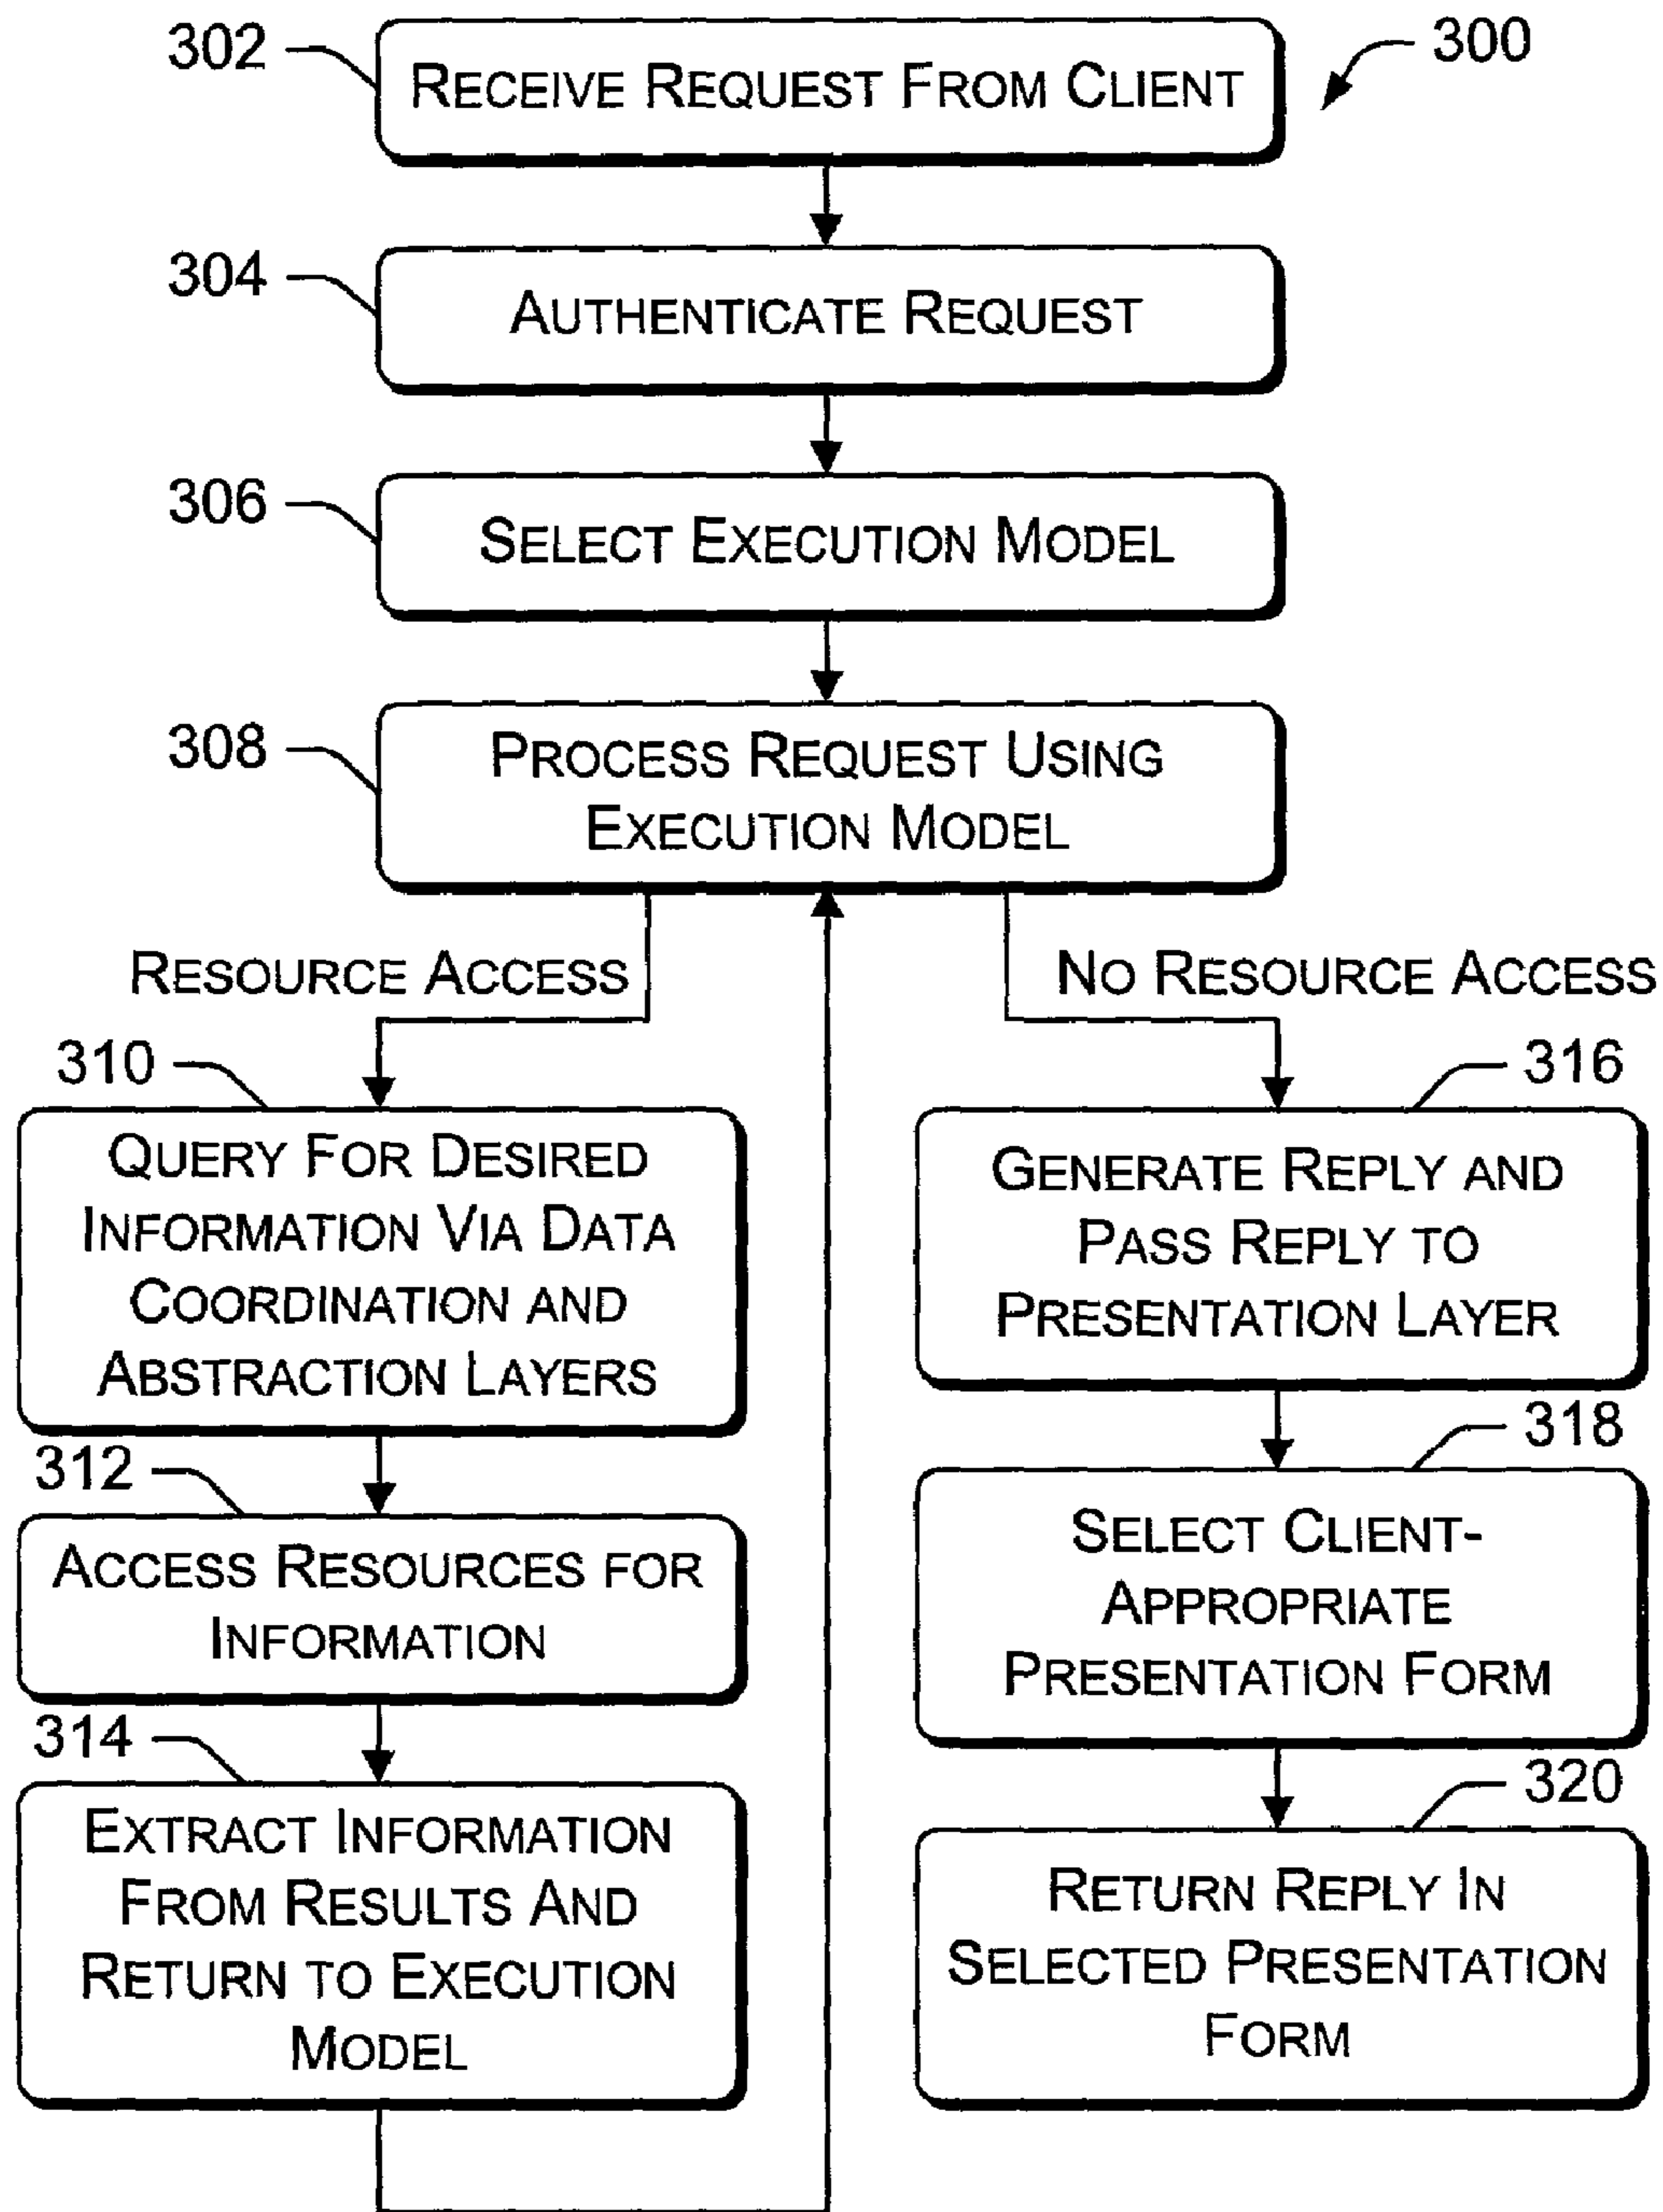 302
RECEIVE REQUEST FROM CLIENT
300
304
AUTHENTICATE REQUEST
306
SELECT EXECUTION MODEL
308
PROCESS REQUEST USING
EXECUTION MODEL
RESOURCE ACCESS
NO RESOURCE ACCESS
310
QUERY FOR DESIRED
INFORMATION VIA DATA
COORDINATION AND
ABSTRACTION LAYERS
312
ACCESS RESOURCES FOR
INFORMATION
314
EXTRACT INFORMATION
FROM RESULTS AND
RETURN TO EXECUTION
MODEL
316
GENERATE REPLY AND
PASS REPLY TO
PRESENTATION LAYER
318
SELECT CLIENT-
APPROPRIATE
PRESENTATION FORM
320
RETURN REPLY IN
SELECTED PRESENTATION
FORM